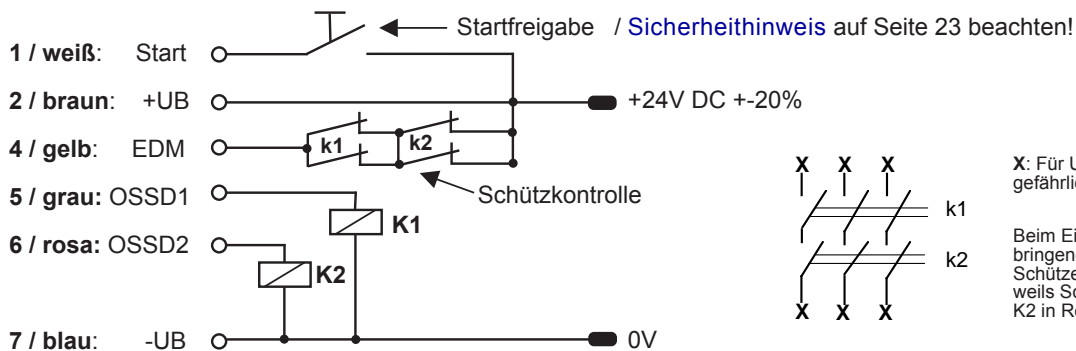 Startfreigabe / Sicherheithinweis auf Seite 23 beachten!
1 / weiß: Start
2 / braun: +UB
+24V DC +-20%
4 / gelb: EDM
k1
k2
Schützkontrolle
5 / grau: OSSD1
K1
6 / rosa: OSSD2
K2
7 / blau: -UB
0V
X X X
k1
k2
X X X
X: Für U
gefährlic
Beim Ei
bringen
Schütze
weils Sc
K2 in Re